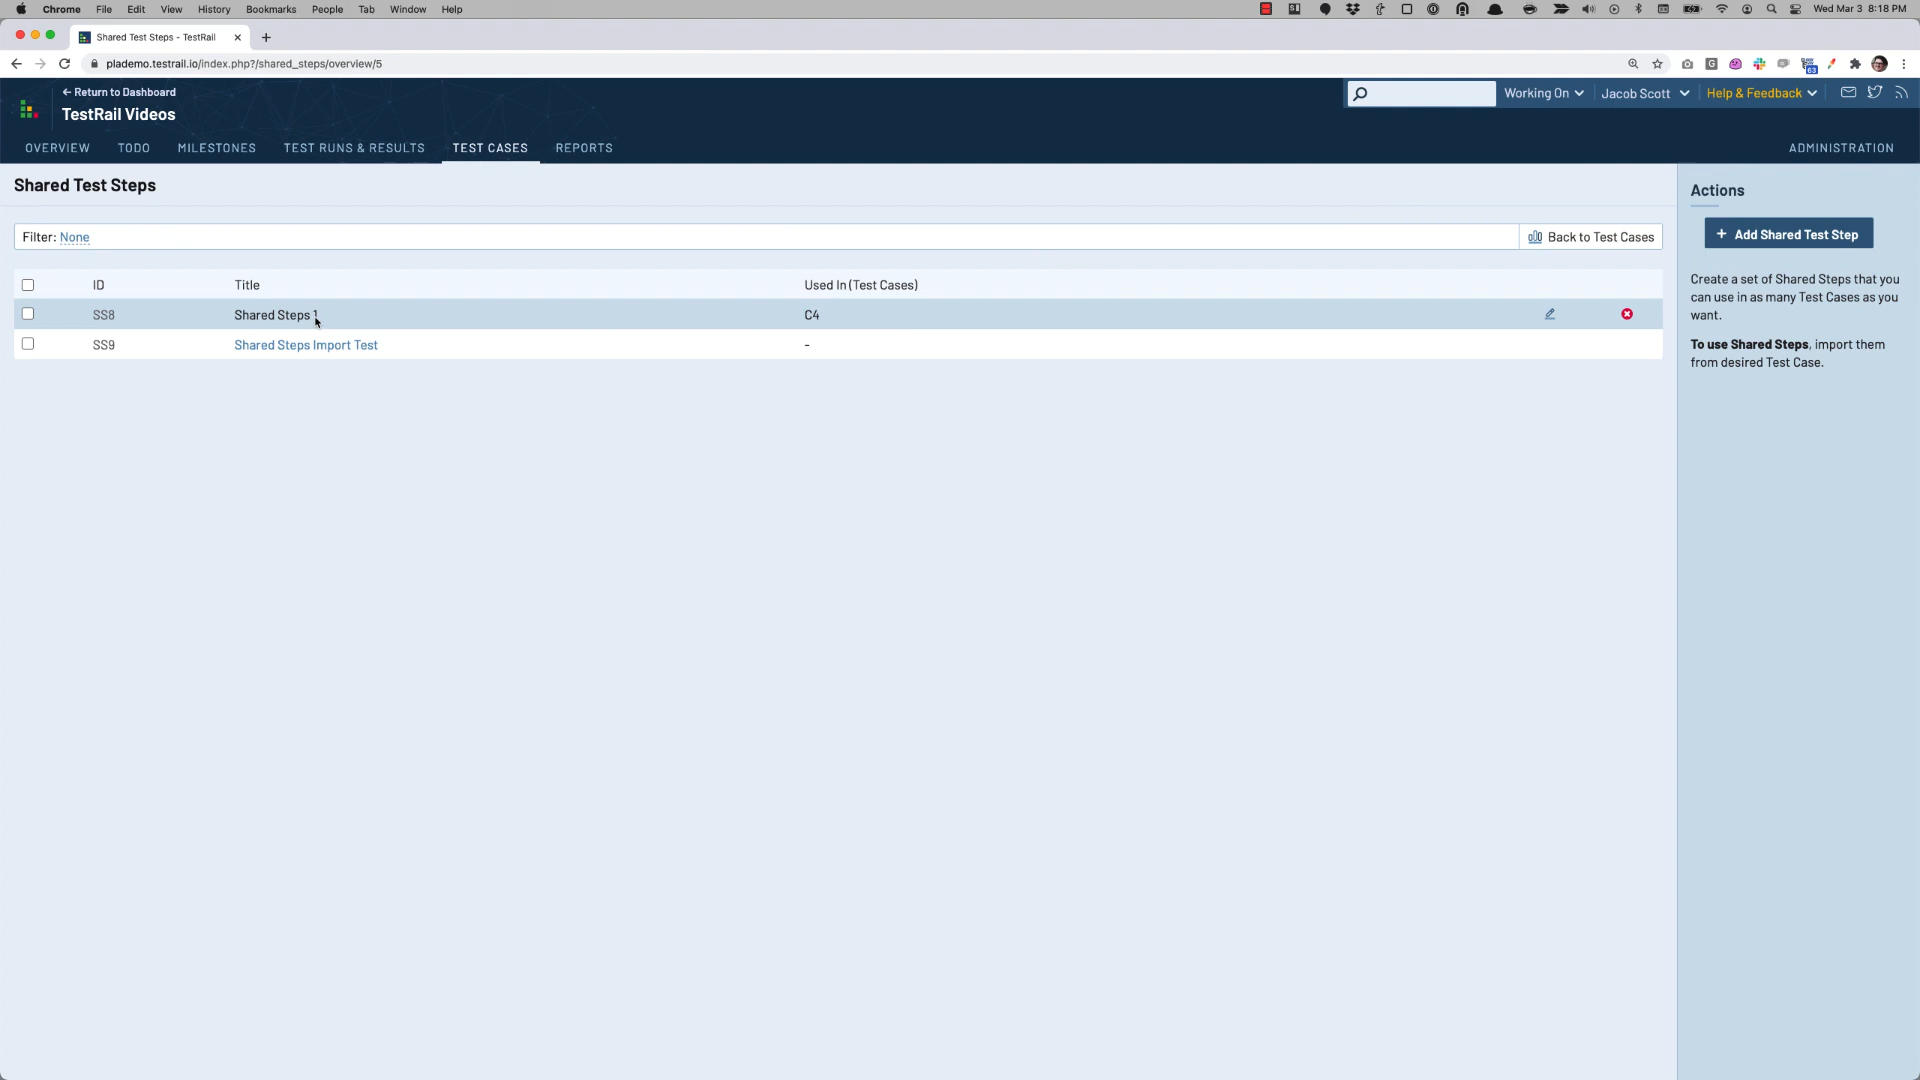 Chrome File Edit View History Bookmarks People Tab Window Help Wed Mar 3 8:18 PM
Shared Test Steps - TestRail
plademo.testrail.io/index.php?/shared_steps/overview/5
63
← Return to Dashboard
TestRail Videos
Working On
Jacob Scott
Help & Feedback
OVERVIEW TODO MILESTONES TEST RUNS & RESULTS TEST CASES REPORTS ADMINISTRATION
Shared Test Steps
Filter: None
Back to Test Cases
ID Title Used In (Test Cases)
SS8 Shared Steps 1 C4
SS9 Shared Steps Import Test -
Actions
+ Add Shared Test Step
Create a set of Shared Steps that you
can use in as many Test Cases as you
want.
To use Shared Steps, import them
from desired Test Case.